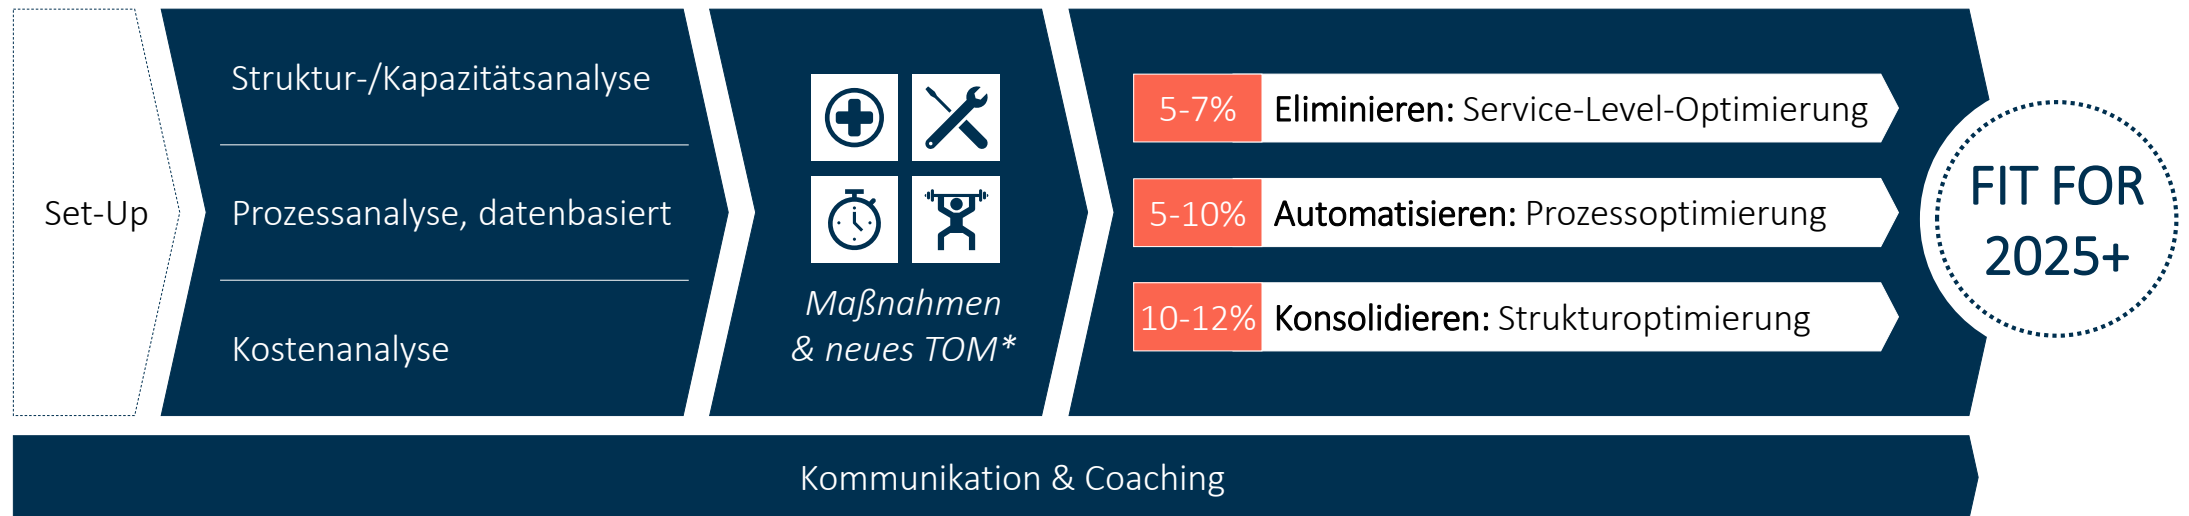 Set-Up
Struktur-/Kapazitätsanalyse
Prozessanalyse, datenbasiert
Kostenanalyse
Maßnahmen
& neues TOM*
5-7% Eliminieren: Service-Level-Optimierung
5-10% Automatisieren: Prozessoptimierung
10-12% Konsolidieren: Strukturoptimierung
FIT FOR
2025+
Kommunikation & Coaching